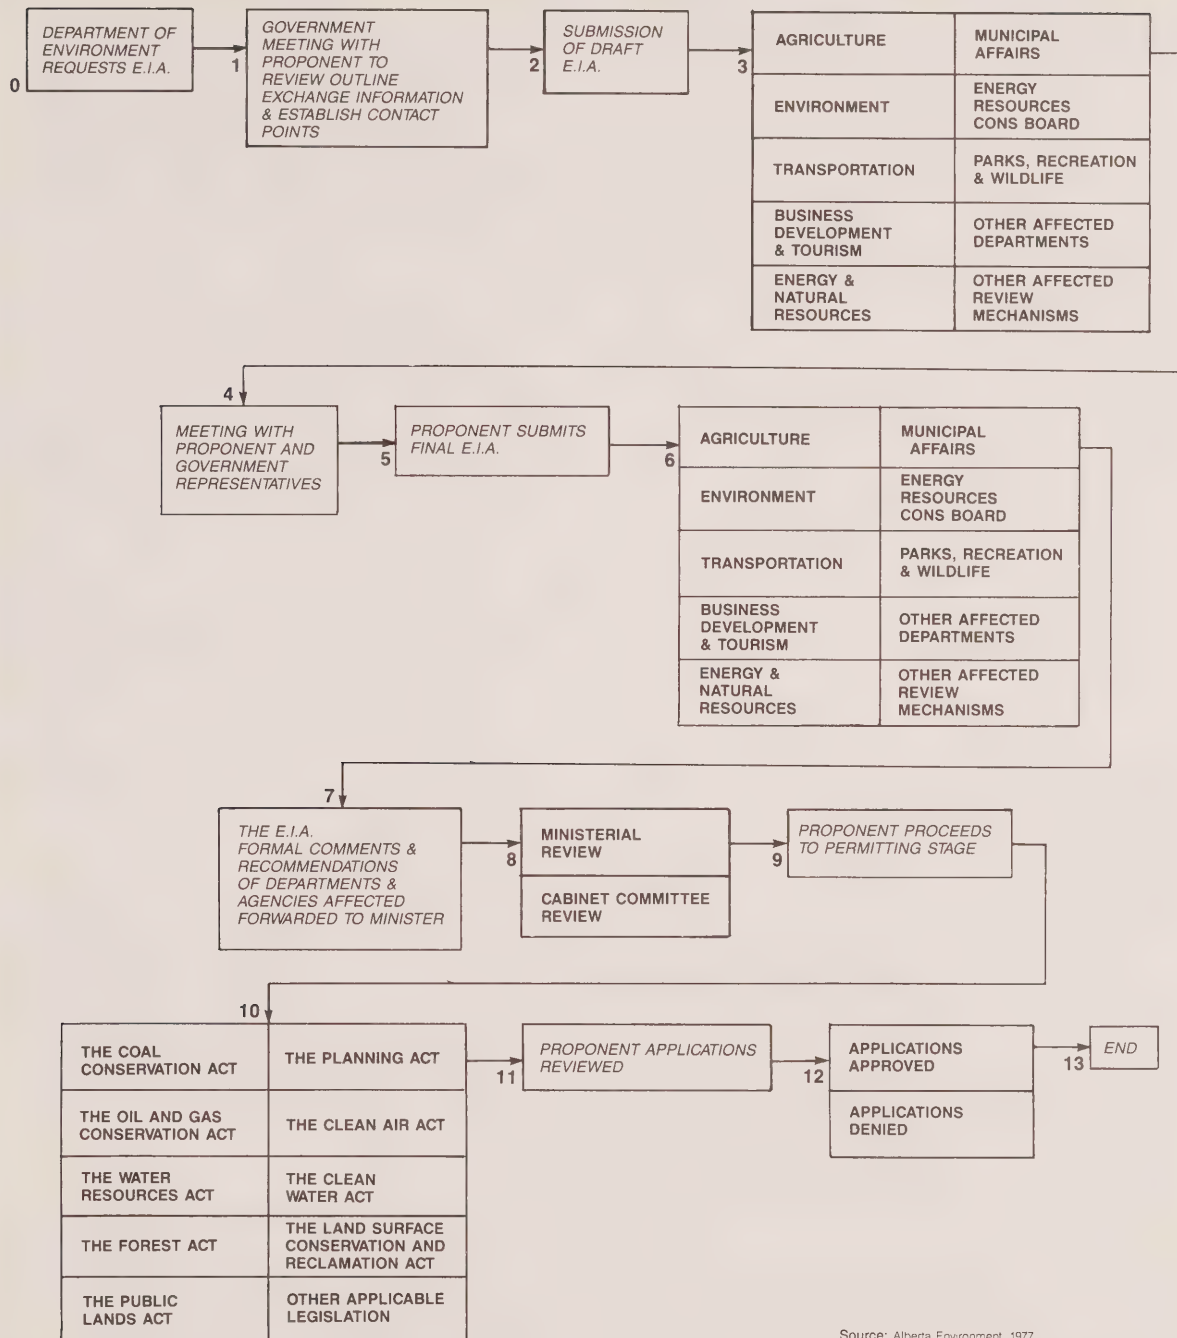 0
DEPARTMENT OF
ENVIRONMENT
REQUESTS E.I.A.
1
GOVERNMENT
MEETING WITH
PROPONENT TO
REVIEW OUTLINE
EXCHANGE INFORMATION
& ESTABLISH CONTACT
POINTS
2
SUBMISSION
OF DRAFT
E.I.A.
3
AGRICULTURE
MUNICIPAL
AFFAIRS
ENVIRONMENT
ENERGY
RESOURCES
CONS BOARD
TRANSPORTATION
PARKS, RECREATION
& WILDLIFE
BUSINESS
DEVELOPMENT
& TOURISM
OTHER AFFECTED
DEPARTMENTS
ENERGY &
NATURAL
RESOURCES
OTHER AFFECTED
REVIEW
MECHANISMS
4
MEETING WITH
PROPONENT AND
GOVERNMENT
REPRESENTATIVES
5
PROPONENT SUBMITS
FINAL E.I.A.
6
AGRICULTURE
MUNICIPAL
AFFAIRS
ENVIRONMENT
ENERGY
RESOURCES
CONS BOARD
TRANSPORTATION
PARKS, RECREATION
& WILDLIFE
BUSINESS
DEVELOPMENT
& TOURISM
OTHER AFFECTED
DEPARTMENTS
ENERGY &
NATURAL
RESOURCES
OTHER AFFECTED
REVIEW
MECHANISMS
7
THE E.I.A.
FORMAL COMMENTS &
RECOMMENDATIONS
OF DEPARTMENTS &
AGENCIES AFFECTED
FORWARDED TO MINISTER
8
MINISTERIAL
REVIEW
CABINET COMMITTEE
REVIEW
9
PROPONENT PROCEEDS
TO PERMITTING STAGE
10
THE COAL
CONSERVATION ACT
THE PLANNING ACT
THE OIL AND GAS
CONSERVATION ACT
THE CLEAN AIR ACT
THE WATER
RESOURCES ACT
THE CLEAN
WATER ACT
THE FOREST ACT
THE LAND SURFACE
CONSERVATION AND
RECLAMATION ACT
THE PUBLIC
LANDS ACT
OTHER APPLICABLE
LEGISLATION
11
PROPONENT APPLICATIONS
REVIEWED
12
APPLICATIONS
APPROVED
APPLICATIONS
DENIED
13
END
Source: Alberta Environment, 1977